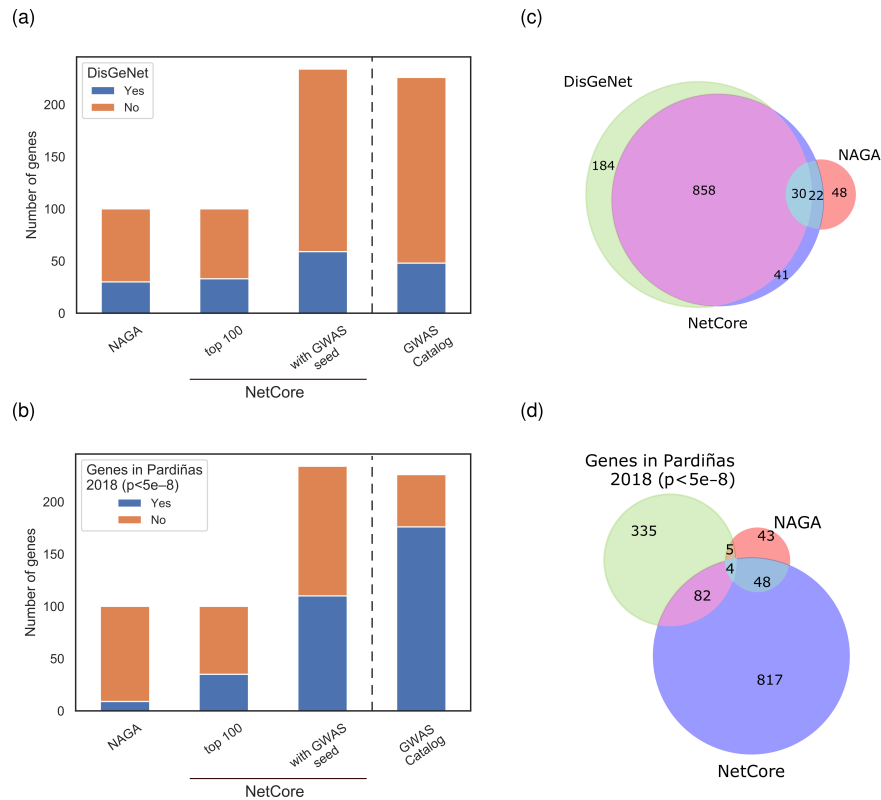 (a)
DisGeNet
Yes
No
Number of genes
200
150
100
50
0
NAGA
top 100
with GWAS
seed
GWAS
Catalog
NetCore
(c)
DisGeNet
NAGA
184
858
30
22
48
41
NetCore
(b)
Genes in Pardiñas
2018 (p<5e–8)
Yes
No
Number of genes
200
150
100
50
0
NAGA
top 100
with GWAS
seed
GWAS
Catalog
NetCore
(d)
Genes in Pardiñas
2018 (p<5e–8)
NAGA
335
43
5
4
48
82
817
NetCore